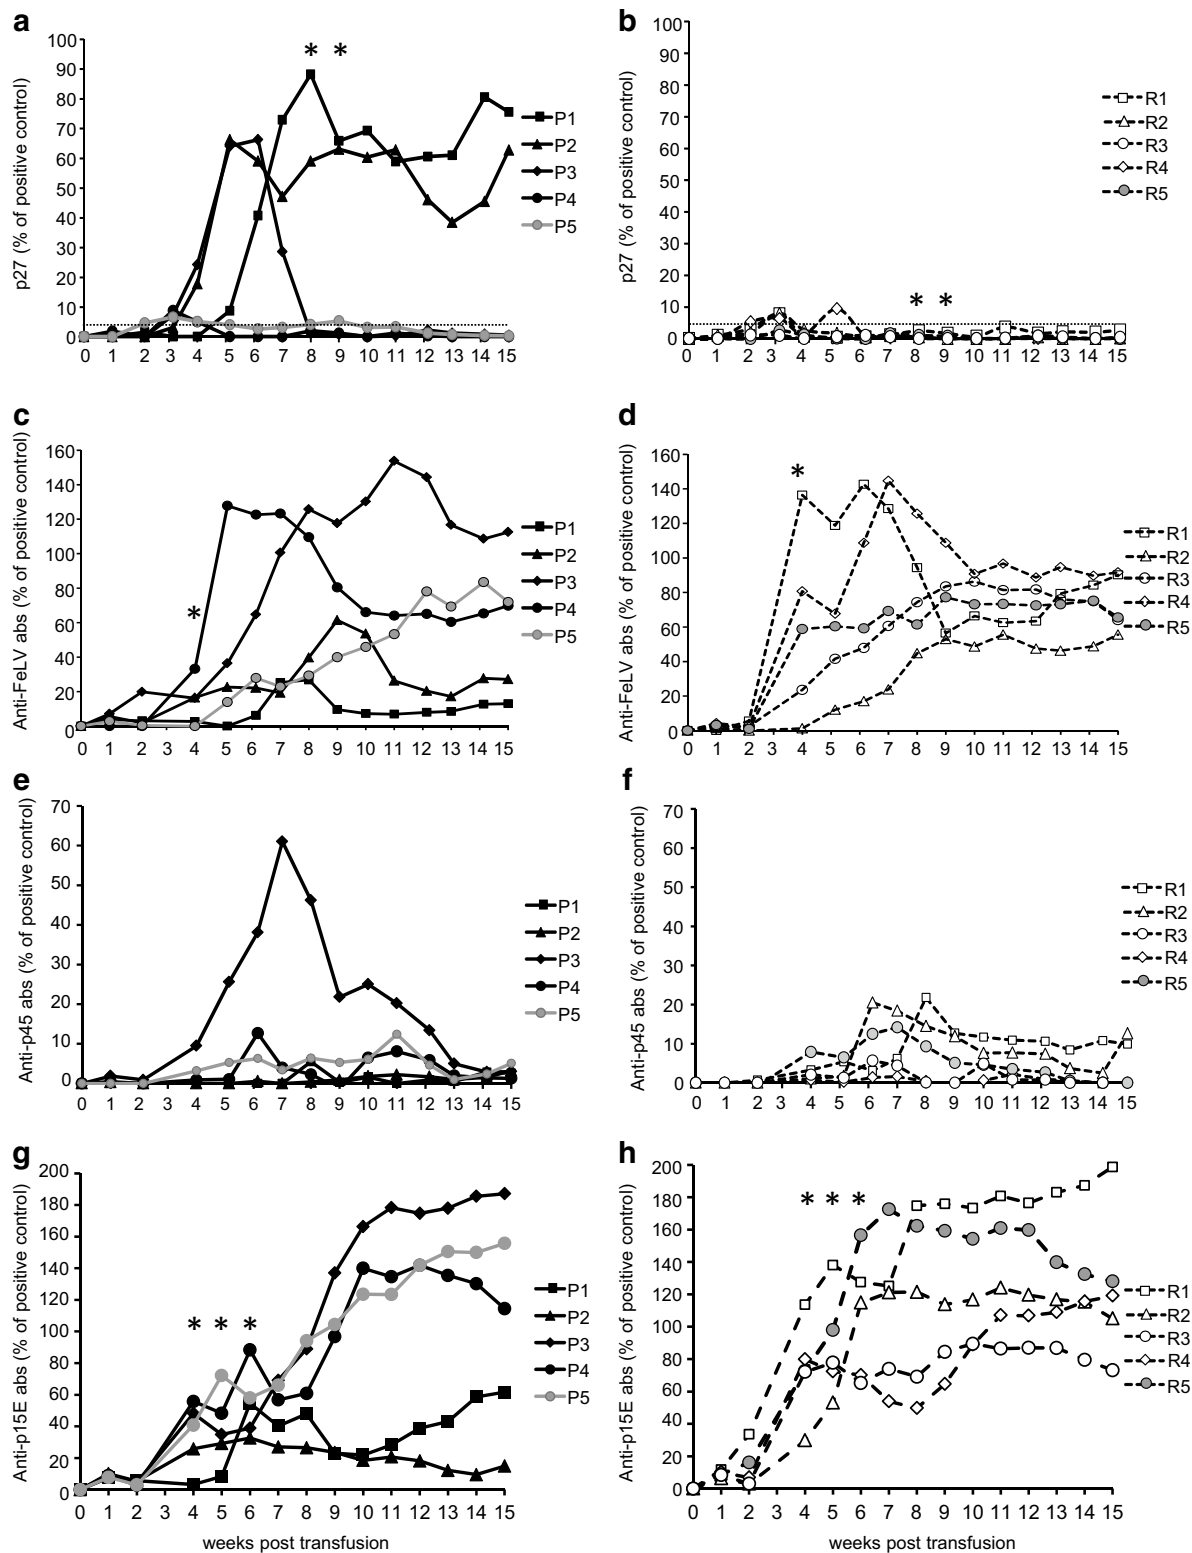 a
p27 (% of positive control)
100
90
80
70
60
50
40
30
20
10
0
* *
P1
P2
P3
P4
P5
0 1 2 3 4 5 6 7 8 9 10 11 12 13 14 15
b
p27 (% of positive control)
100
90
80
70
60
50
40
30
20
10
0
* *
R1
R2
R3
R4
R5
0 1 2 3 4 5 6 7 8 9 10 11 12 13 14 15
c
Anti-FeLV abs (% of positive control)
160
140
120
100
80
60
40
20
0
*
P1
P2
P3
P4
P5
0 1 2 3 4 5 6 7 8 9 10 11 12 13 14 15
d
Anti-FeLV abs (% of positive control)
160
140
120
100
80
60
40
20
0
*
R1
R2
R3
R4
R5
0 1 2 3 4 5 6 7 8 9 10 11 12 13 14 15
e
Anti-p45 abs (% of positive control)
70
60
50
40
30
20
10
0
P1
P2
P3
P4
P5
0 1 2 3 4 5 6 7 8 9 10 11 12 13 14 15
f
Anti-p45 abs (% of positive control)
70
60
50
40
30
20
10
0
R1
R2
R3
R4
R5
0 1 2 3 4 5 6 7 8 9 10 11 12 13 14 15
g
Anti-p15E abs (% of positive control)
200
180
160
140
120
100
80
60
40
20
0
* * *
P1
P2
P3
P4
P5
0 1 2 3 4 5 6 7 8 9 10 11 12 13 14 15
weeks post transfusion
h
Anti-p15E abs (% of positive control)
200
180
160
140
120
100
80
60
40
20
0
* * *
R1
R2
R3
R4
R5
0 1 2 3 4 5 6 7 8 9 10 11 12 13 14 15
weeks post transfusion